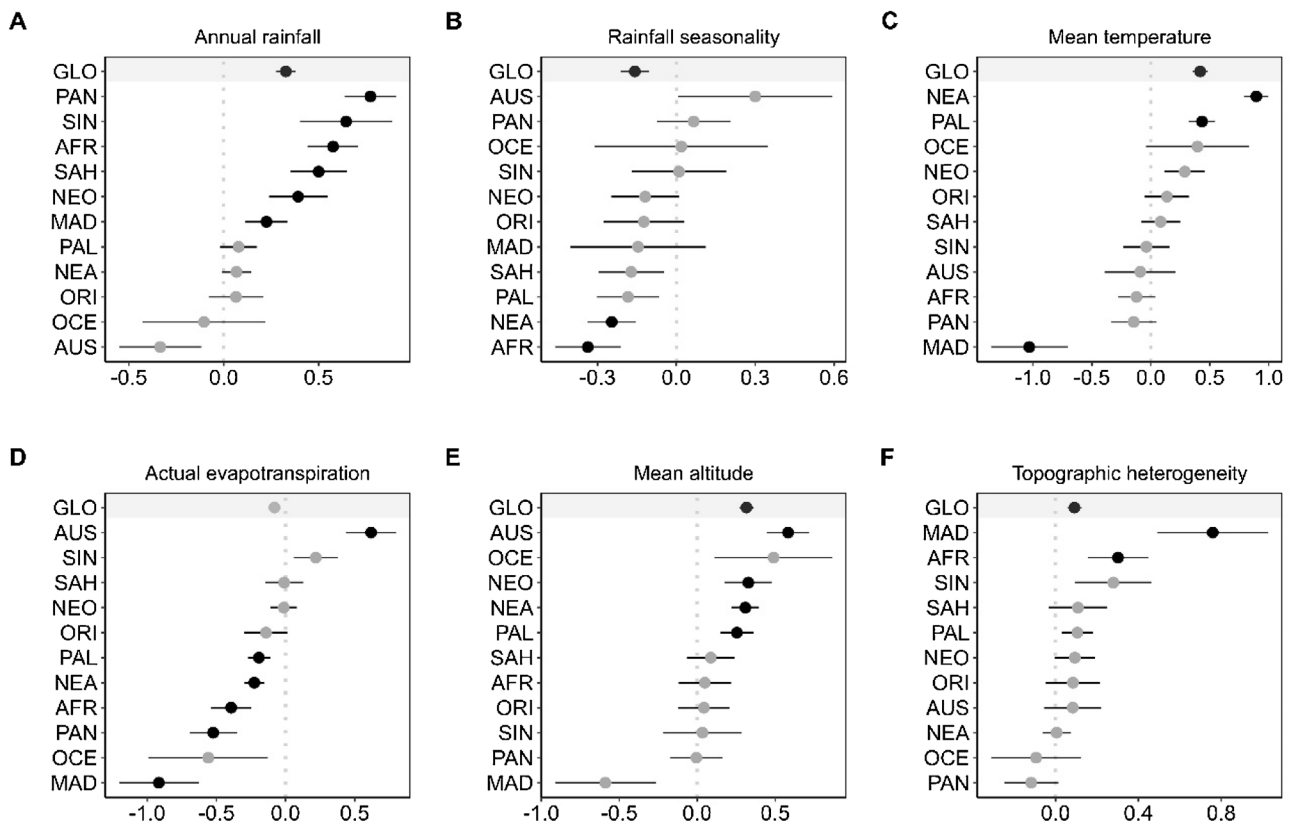 A
Annual rainfall
GLO
PAN
SIN
AFR
SAH
NEO
MAD
PAL
NEA
ORI
OCE
AUS
-0.5 0.0 0.5
B
Rainfall seasonality
GLO
AUS
PAN
OCE
SIN
NEO
ORI
MAD
SAH
PAL
NEA
AFR
-0.3 0.0 0.3 0.6
C
Mean temperature
GLO
NEA
PAL
OCE
NEO
ORI
SAH
SIN
AUS
AFR
PAN
MAD
-1.0 -0.5 0.0 0.5 1.0
D
Actual evapotranspiration
GLO
AUS
SIN
SAH
NEO
ORI
PAL
NEA
AFR
PAN
OCE
MAD
-1.0 -0.5 0.0 0.5
E
Mean altitude
GLO
AUS
OCE
NEO
NEA
PAL
SAH
AFR
ORI
SIN
PAN
MAD
-1.0 -0.5 0.0 0.5
F
Topographic heterogeneity
GLO
MAD
AFR
SIN
SAH
PAL
NEO
ORI
AUS
NEA
OCE
PAN
0.0 0.4 0.8